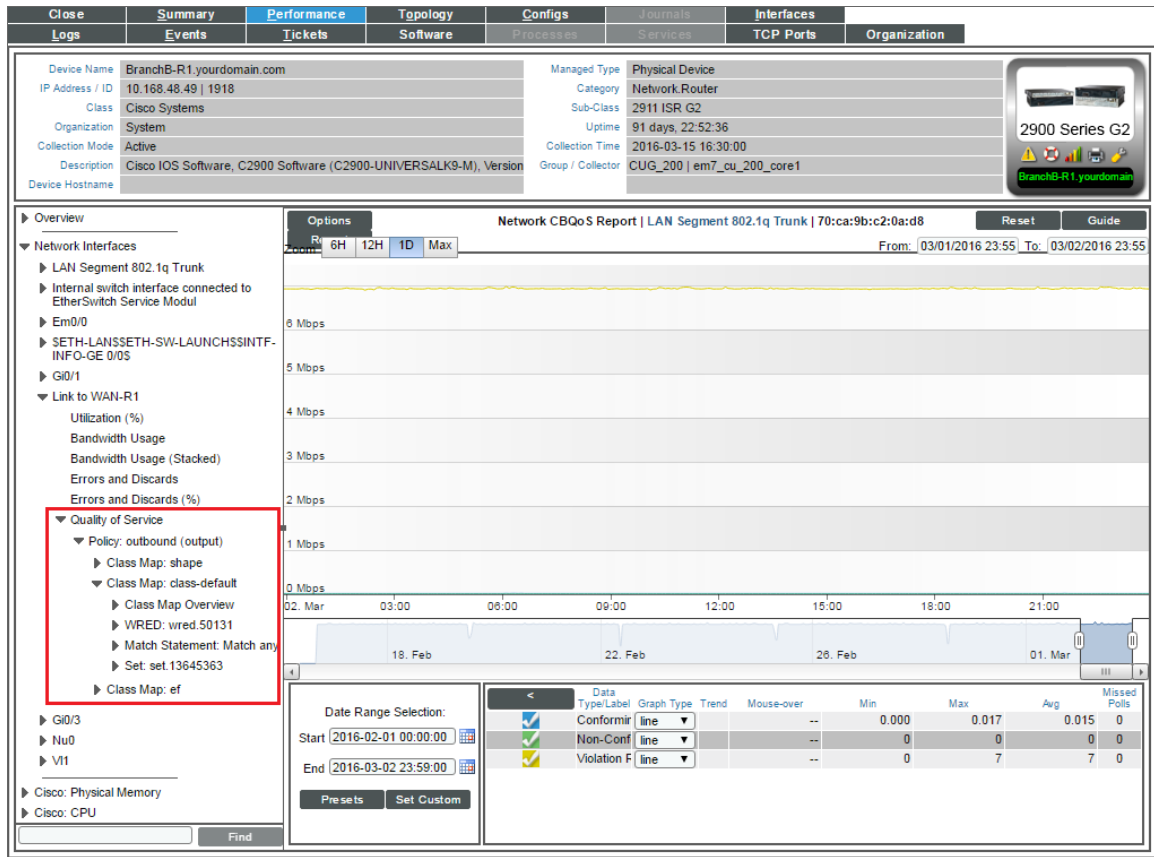 Close Summary Performance Topology Configs Journals Interfaces
Logs Events Tickets Software Processes Services TCP Ports Organization
Device Name BranchB-R1.yourdomain.com Managed Type Physical Device
IP Address / ID 10.168.48.49 | 1918 Category Network.Router
Class Cisco Systems Sub-Class 2911 ISR G2
Organization System Uptime 91 days, 22:52:36
Collection Mode Active Collection Time 2016-03-15 16:30:00
Description Cisco IOS Software, C2900 Software (C2900-UNIVERSALK9-M), Version Group / Collector CUG_200 | em7_cu_200_core1
Device Hostname
2900 Series G2
BranchB-R1.yourdomain
Overview
Network Interfaces
LAN Segment 802.1q Trunk
Internal switch interface connected to
EtherSwitch Service Modul
Em0/0
$ETH-LAN$$ETH-SW-LAUNCH$$INTF-
INFO-GE 0/0$
Gi0/1
Link to WAN-R1
Utilization (%)
Bandwidth Usage
Bandwidth Usage (Stacked)
Errors and Discards
Errors and Discards (%)
Quality of Service
Policy: outbound (output)
Class Map: shape
Class Map: class-default
Class Map Overview
WRED: wred.50131
Match Statement: Match any
Set: set.13645363
Class Map: ef
Gi0/3
Nu0
Vl1
Cisco: Physical Memory
Cisco: CPU
Find
Options Network CBQoS Report | LAN Segment 802.1q Trunk | 70:ca:9b:c2:0a:d8 Reset Guide
Zoom 6H 12H 1D Max From: 03/01/2016 23:55 To: 03/02/2016 23:55
6 Mbps
5 Mbps
4 Mbps
3 Mbps
2 Mbps
1 Mbps
0 Mbps
02. Mar 03:00 06:00 09:00 12:00 15:00 18:00 21:00
18. Feb 22. Feb 26. Feb 01. Mar
Date Range Selection:
Start 2016-02-01 00:00:00
End 2016-03-02 23:59:00
Presets Set Custom
< Data Type/Label Graph Type Trend Mouse-over Min Max Avg Missed Polls
Conformir line -- 0.000 0.017 0.015 0
Non-Conf line -- 0 0 0 0
Violation F line -- 0 7 7 0